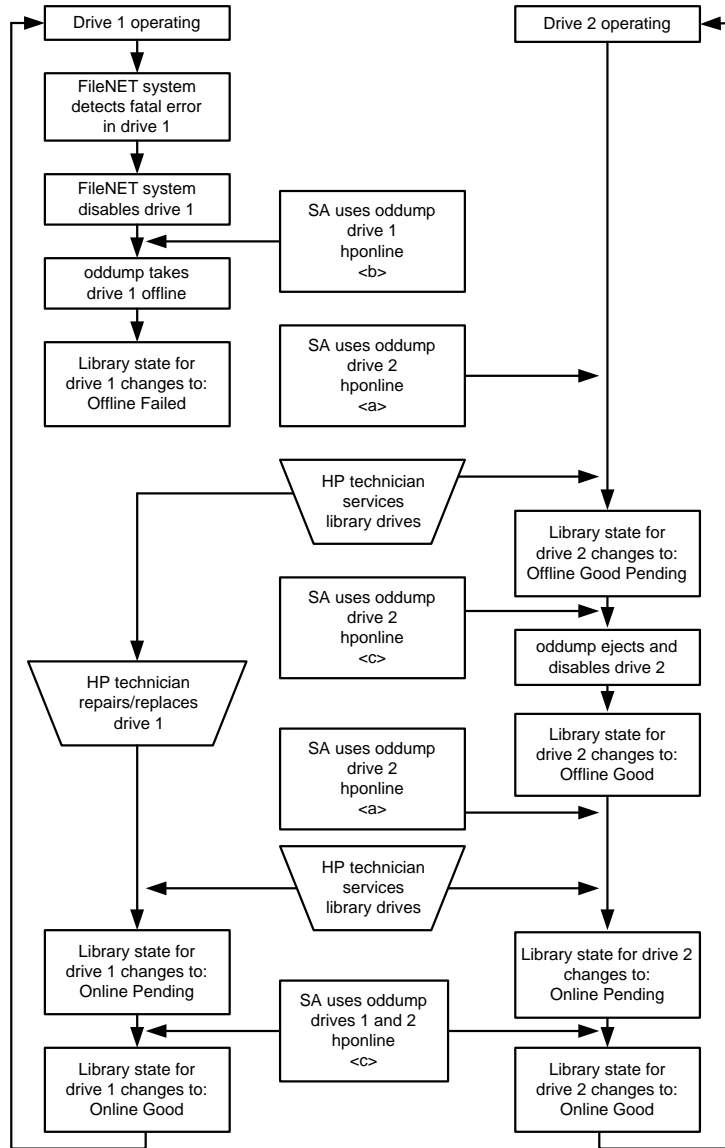 Drive 1 operating
Drive 2 operating
FileNET system
detects fatal error
in drive 1
FileNET system
disables drive 1
SA uses oddump
drive 1
hponline
<b>
oddump takes
drive 1 offline
Library state for
drive 1 changes to:
Offline Failed
SA uses oddump
drive 2
hponline
<a>
HP technician
services
library drives
Library state for
drive 2 changes to:
Offline Good Pending
SA uses oddump
drive 2
hponline
<c>
oddump ejects and
disables drive 2
HP technician
repairs/replaces
drive 1
Library state for
drive 2 changes to:
Offline Good
SA uses oddump
drive 2
hponline
<a>
HP technician
services
library drives
Library state for
drive 1 changes to:
Online Pending
Library state for drive 2
changes to:
Online Pending
SA uses oddump
drives 1 and 2
hponline
<c>
Library state for
drive 1 changes to:
Online Good
Library state for
drive 2 changes to:
Online Good